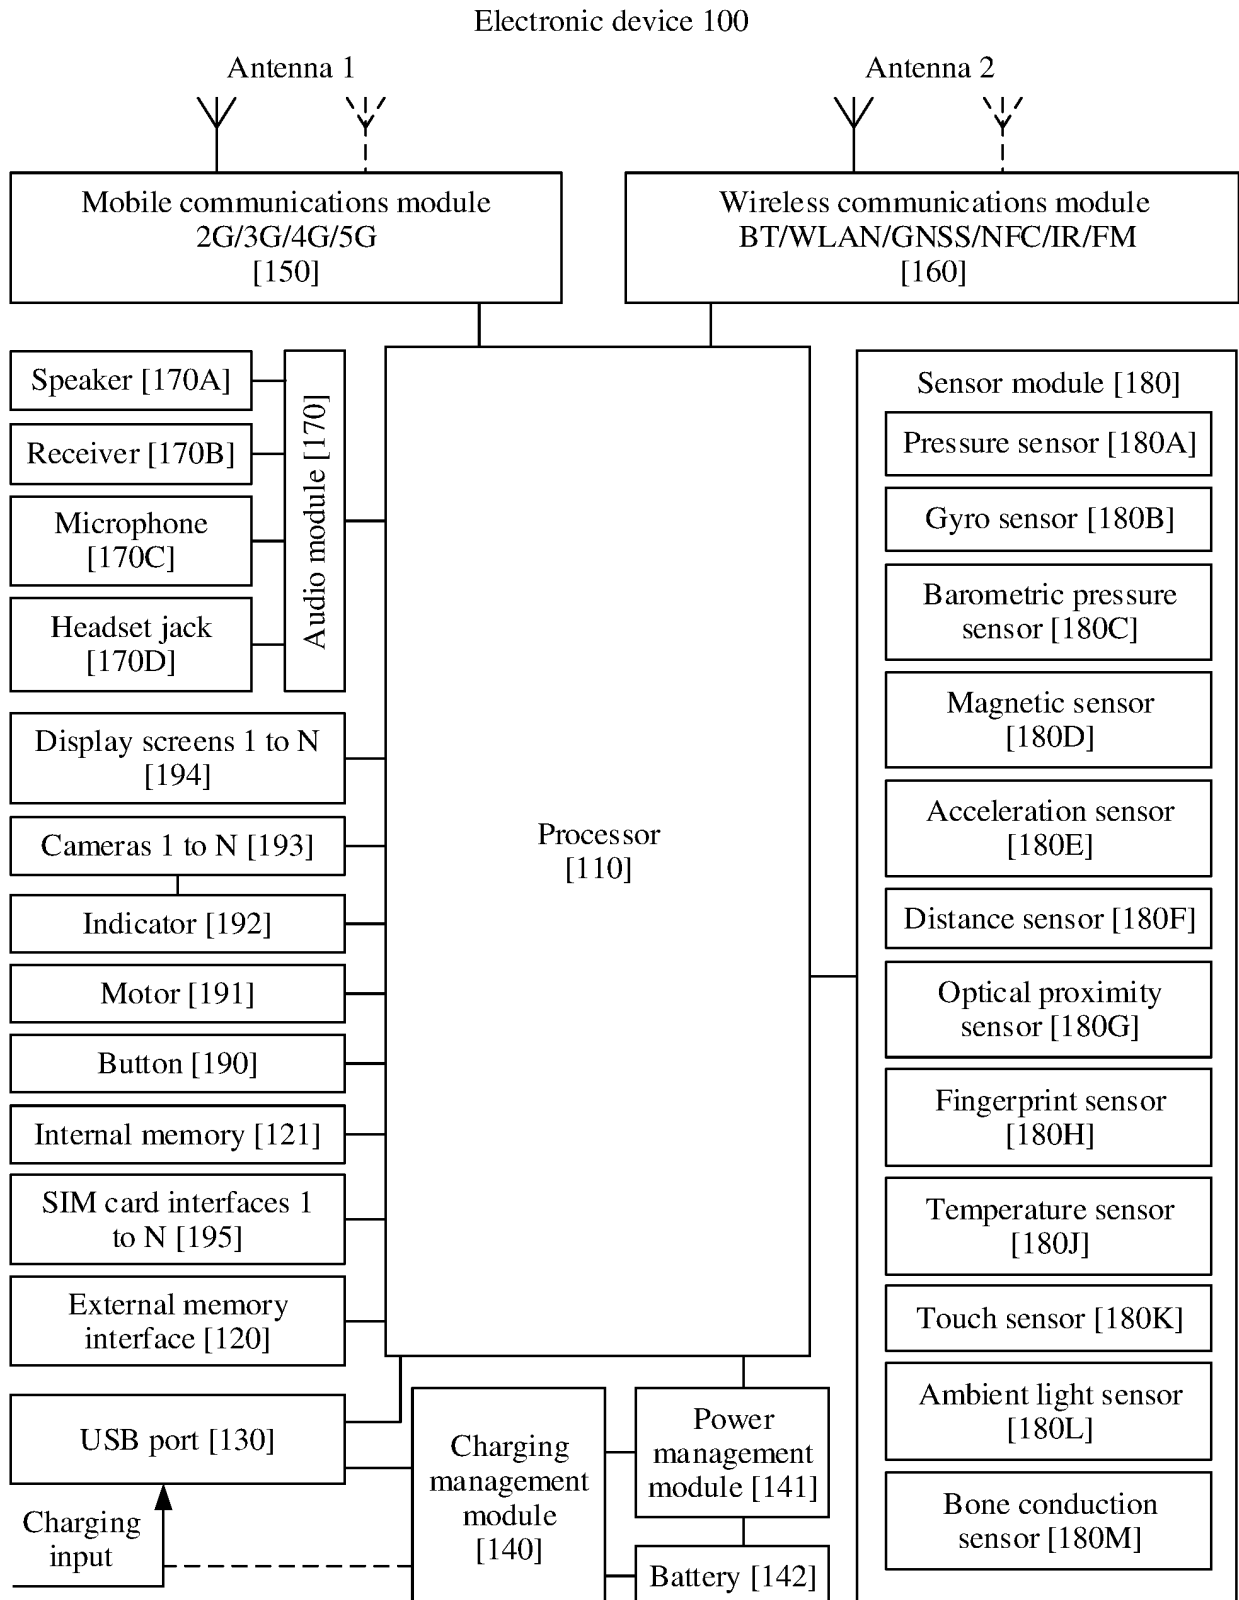 Electronic device 100
Antenna 1
Antenna 2
Mobile communications module
2G/3G/4G/5G
[150]
Wireless communications module
BT/WLAN/GNSS/NFC/IR/FM
[160]
Speaker [170A]
Receiver [170B]
Microphone
[170C]
Headset jack
[170D]
Audio module [170]
Display screens 1 to N
[194]
Cameras 1 to N [193]
Indicator [192]
Motor [191]
Button [190]
Internal memory [121]
SIM card interfaces 1
to N [195]
External memory
interface [120]
USB port [130]
Charging
input
Processor
[110]
Charging
management
module
[140]
Power
management
module [141]
Battery [142]
Sensor module [180]
Pressure sensor [180A]
Gyro sensor [180B]
Barometric pressure
sensor [180C]
Magnetic sensor
[180D]
Acceleration sensor
[180E]
Distance sensor [180F]
Optical proximity
sensor [180G]
Fingerprint sensor
[180H]
Temperature sensor
[180J]
Touch sensor [180K]
Ambient light sensor
[180L]
Bone conduction
sensor [180M]